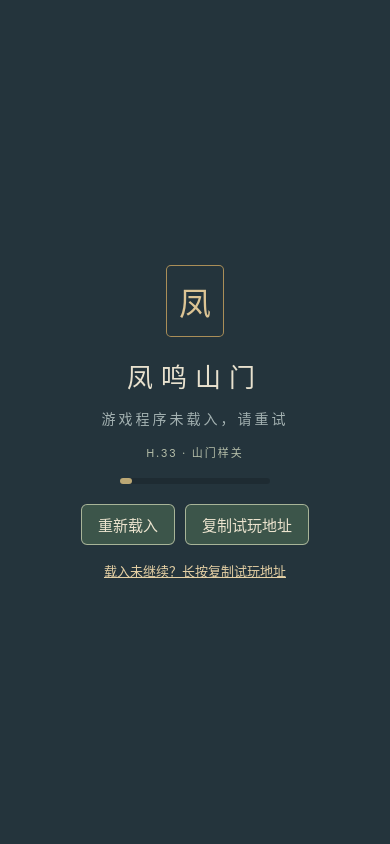 凤
凤鸣山门
游戏程序未载入，请重试
H.33 · 山门样关
重新载入
复制试玩地址
载入未继续？长按复制试玩地址